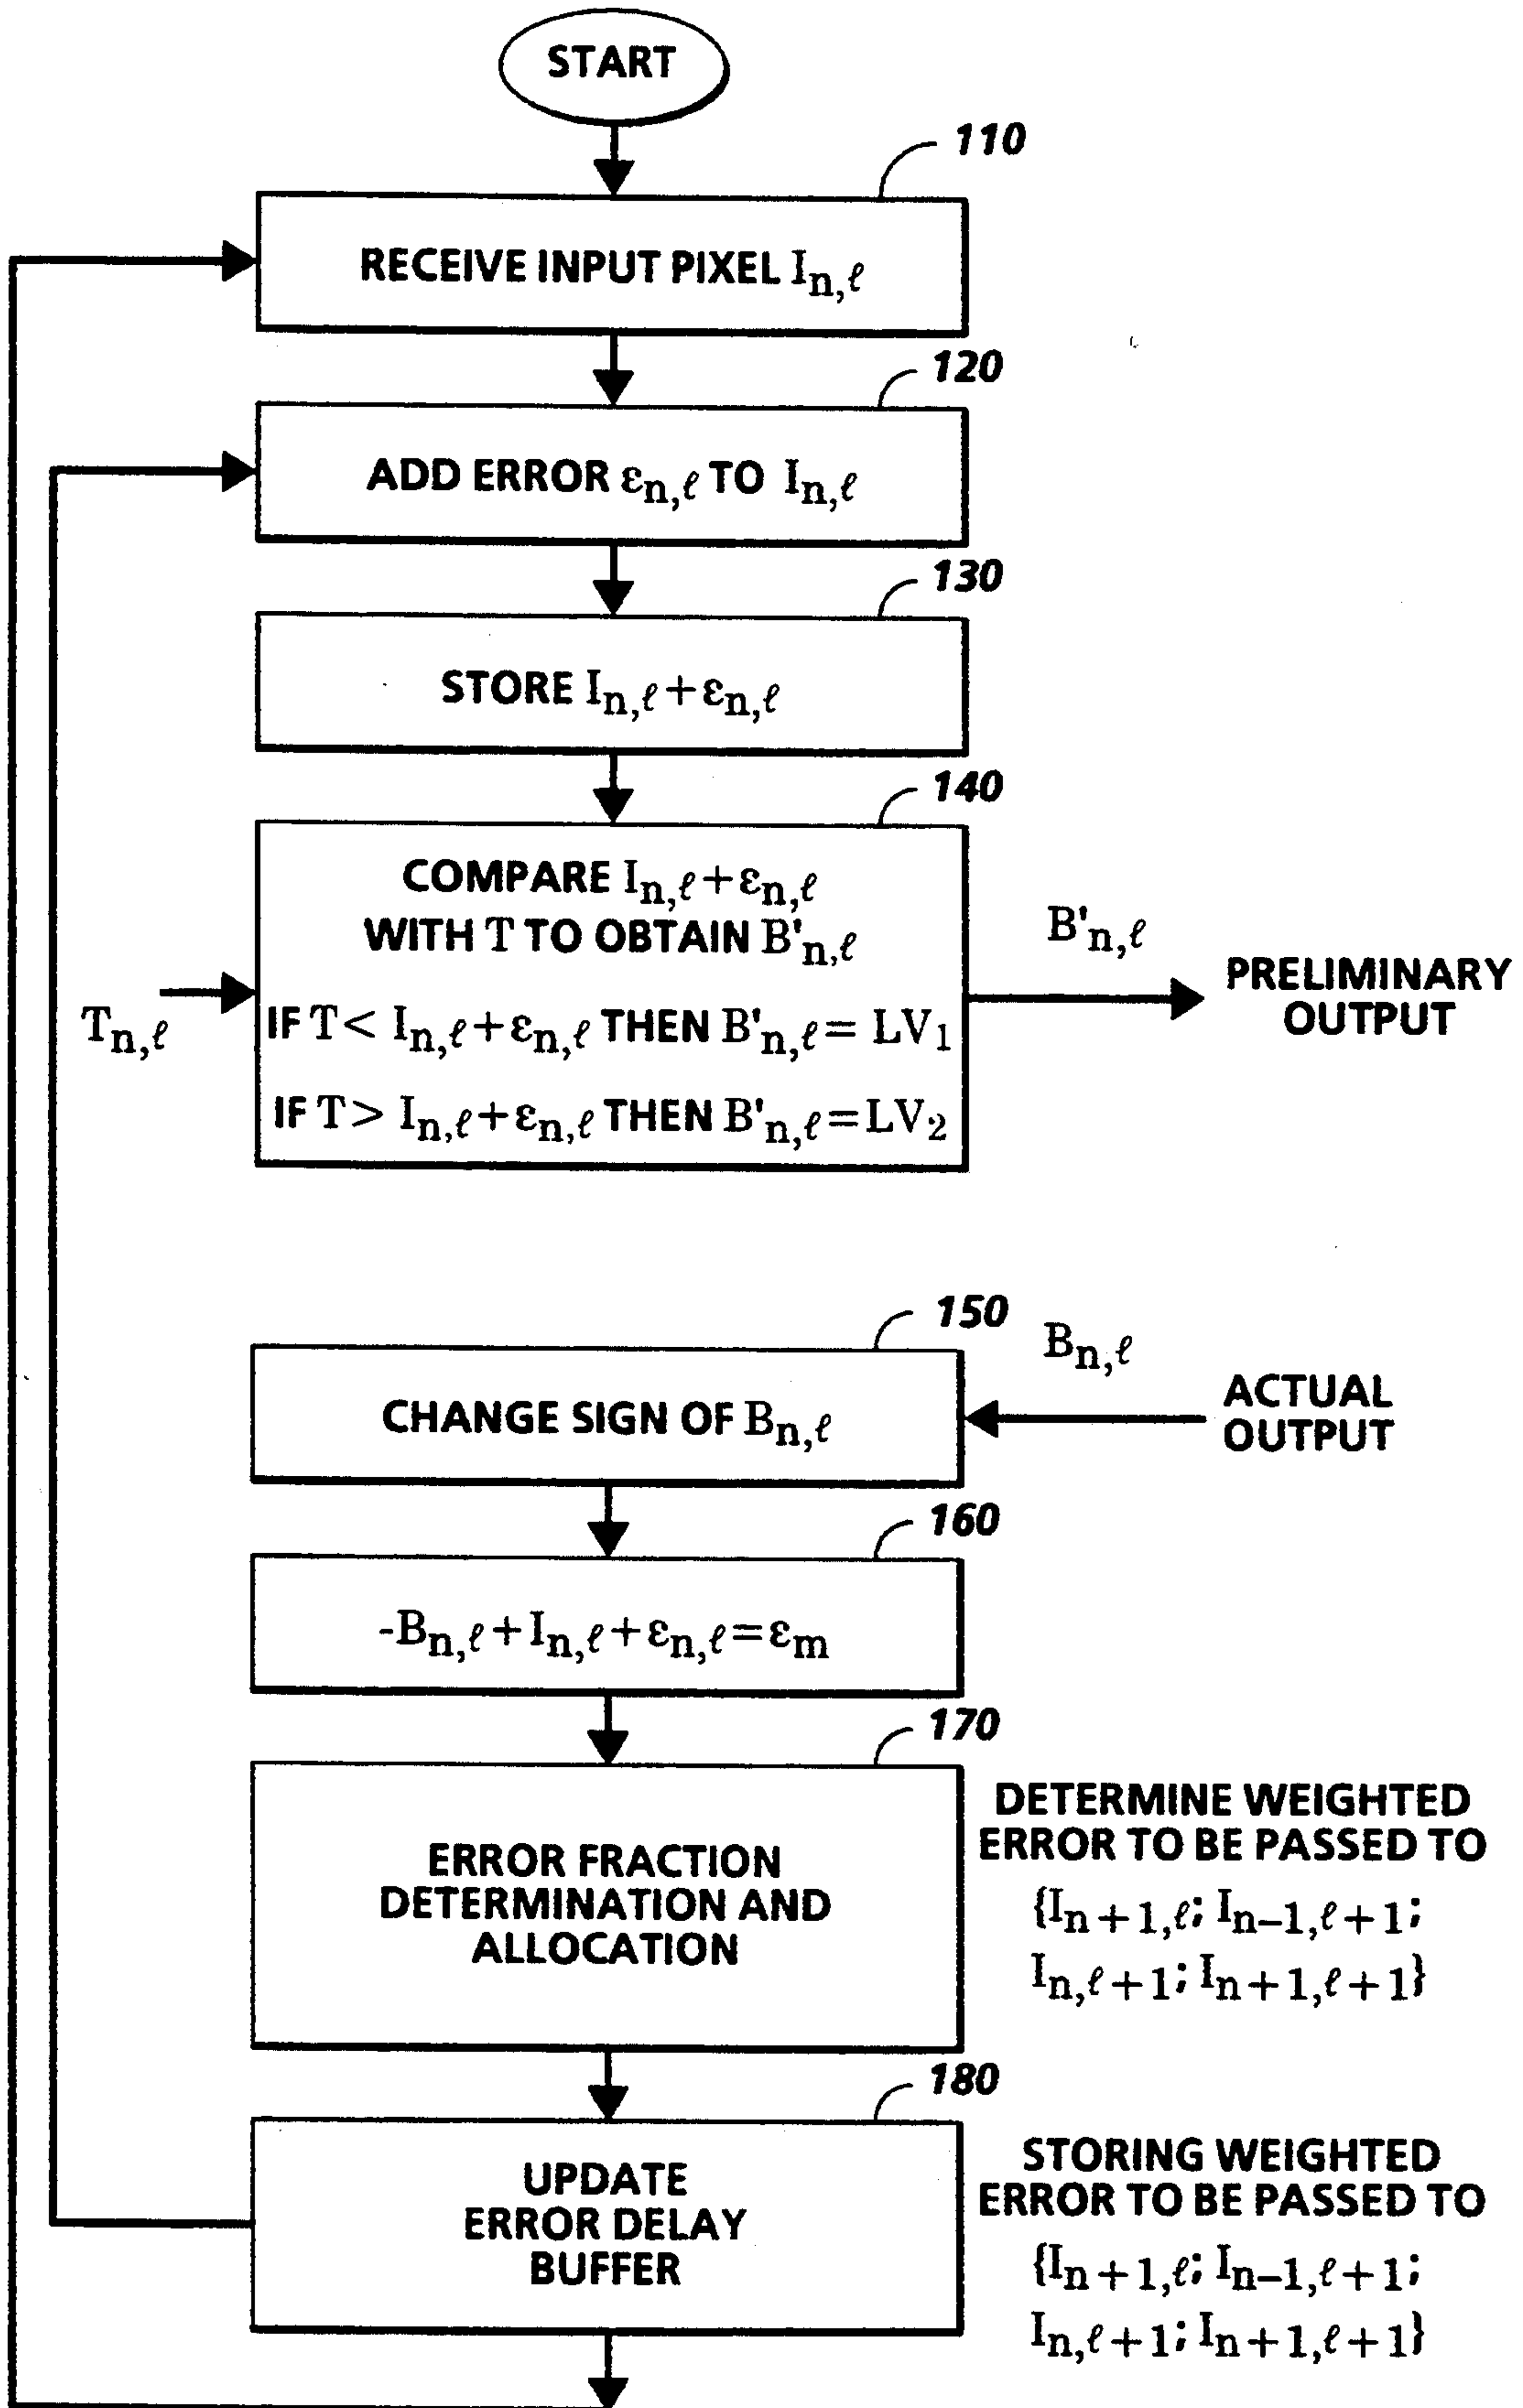 START
110
RECEIVE INPUT PIXEL Iₙ,ℓ
120
ADD ERROR εₙ,ℓ TO Iₙ,ℓ
130
STORE Iₙ,ℓ+εₙ,ℓ
140
COMPARE Iₙ,ℓ+εₙ,ℓ
WITH T TO OBTAIN B'ₙ,ℓ
IF T< Iₙ,ℓ+εₙ,ℓ THEN B'ₙ,ℓ= LV₁
IF T> Iₙ,ℓ+εₙ,ℓ THEN B'ₙ,ℓ=LV₂
Tₙ,ℓ
B'ₙ,ℓ
PRELIMINARY
OUTPUT
150
CHANGE SIGN OF Bₙ,ℓ
Bₙ,ℓ
ACTUAL
OUTPUT
160
-Bₙ,ℓ+Iₙ,ℓ+εₙ,ℓ=εₘ
170
ERROR FRACTION
DETERMINATION AND
ALLOCATION
DETERMINE WEIGHTED
ERROR TO BE PASSED TO
{Iₙ₊₁,ℓ; Iₙ₋₁,ℓ₊₁;
Iₙ,ℓ₊₁; Iₙ₊₁,ℓ₊₁}
180
UPDATE
ERROR DELAY
BUFFER
STORING WEIGHTED
ERROR TO BE PASSED TO
{Iₙ₊₁,ℓ; Iₙ₋₁,ℓ₊₁;
Iₙ,ℓ₊₁; Iₙ₊₁,ℓ₊₁}